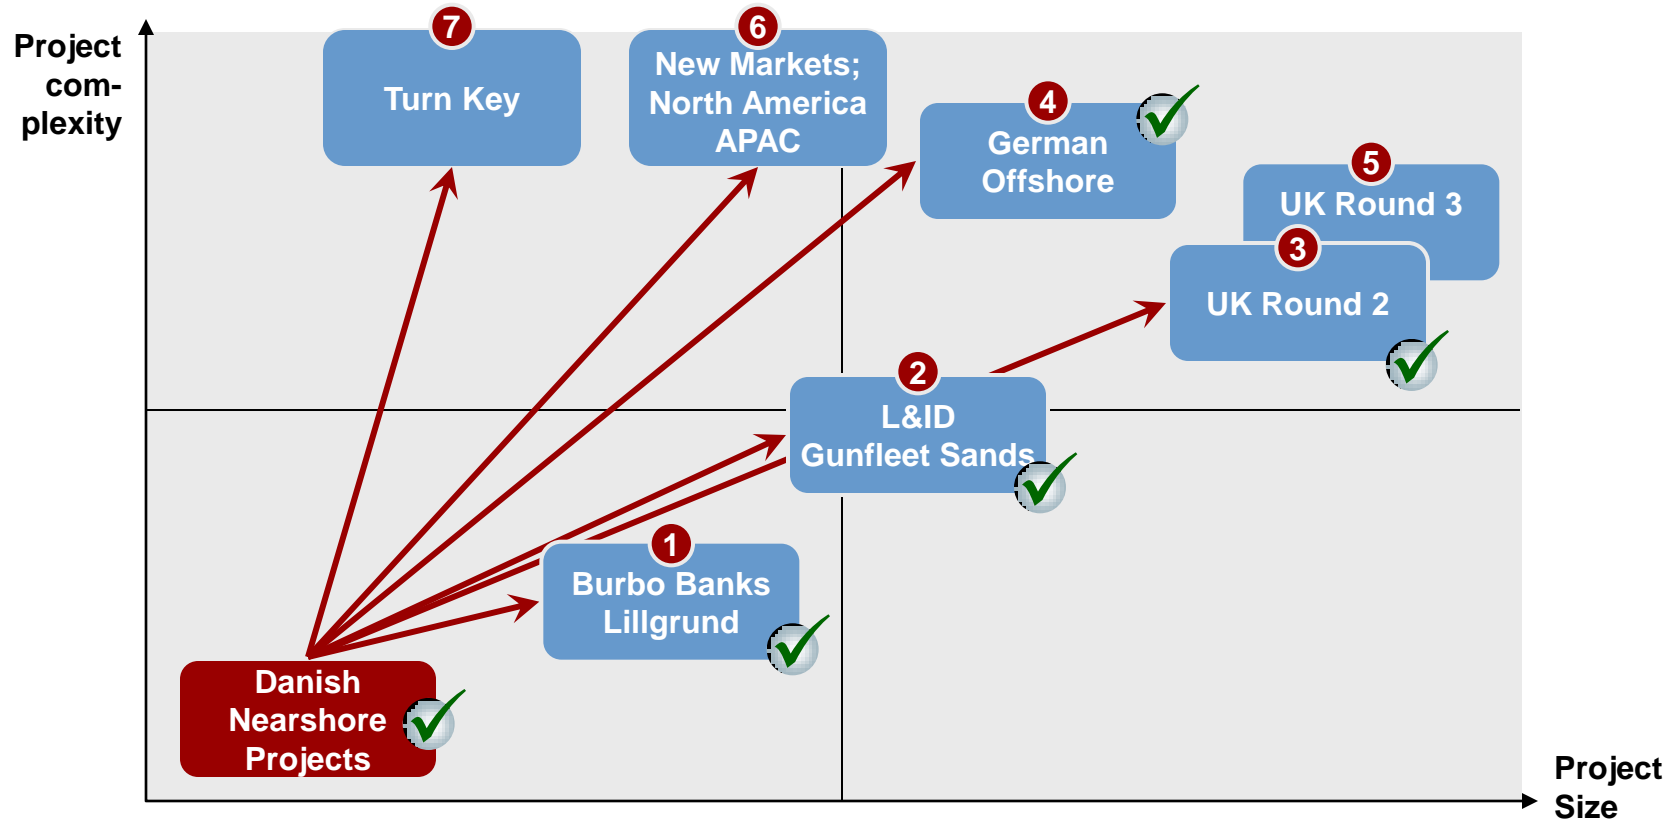 Project
com-
plexity
7
Turn Key
6
New Markets;
North America
APAC
4
German
Offshore
5
UK Round 3
3
UK Round 2
2
L&ID
Gunfleet Sands
1
Burbo Banks
Lillgrund
Danish
Nearshore
Projects
Project
Size